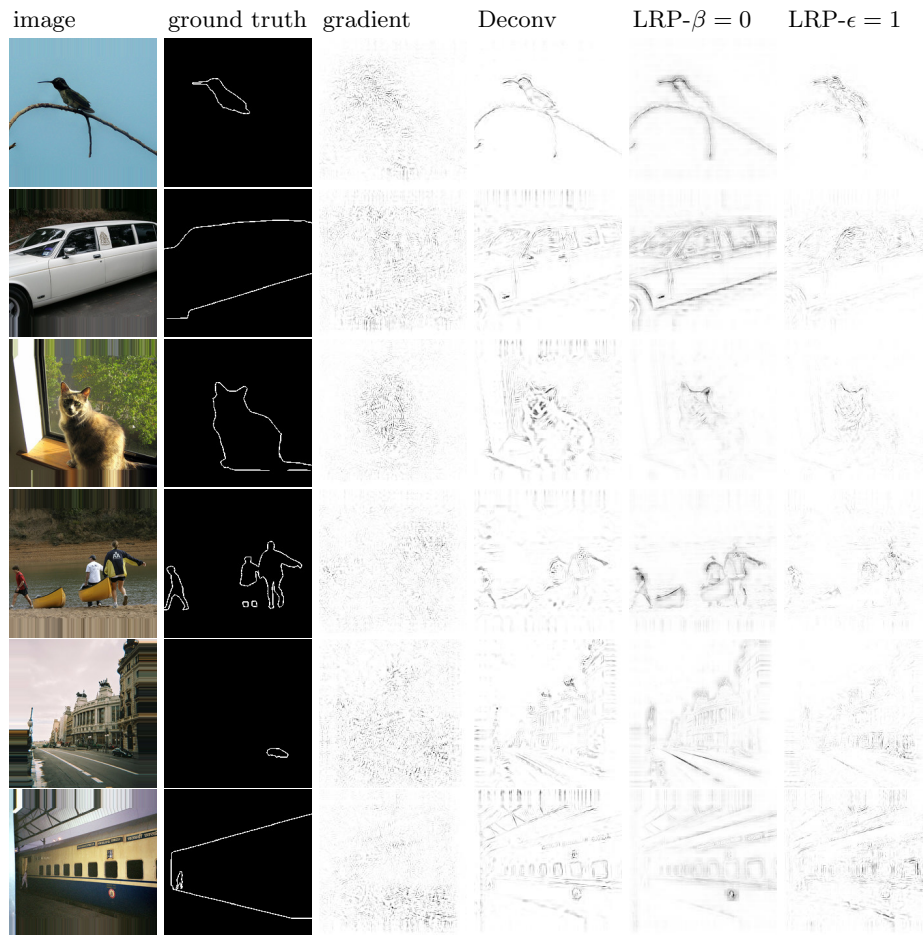 image ground truth gradient Deconv LRP-β = 0 LRP-ϵ = 1